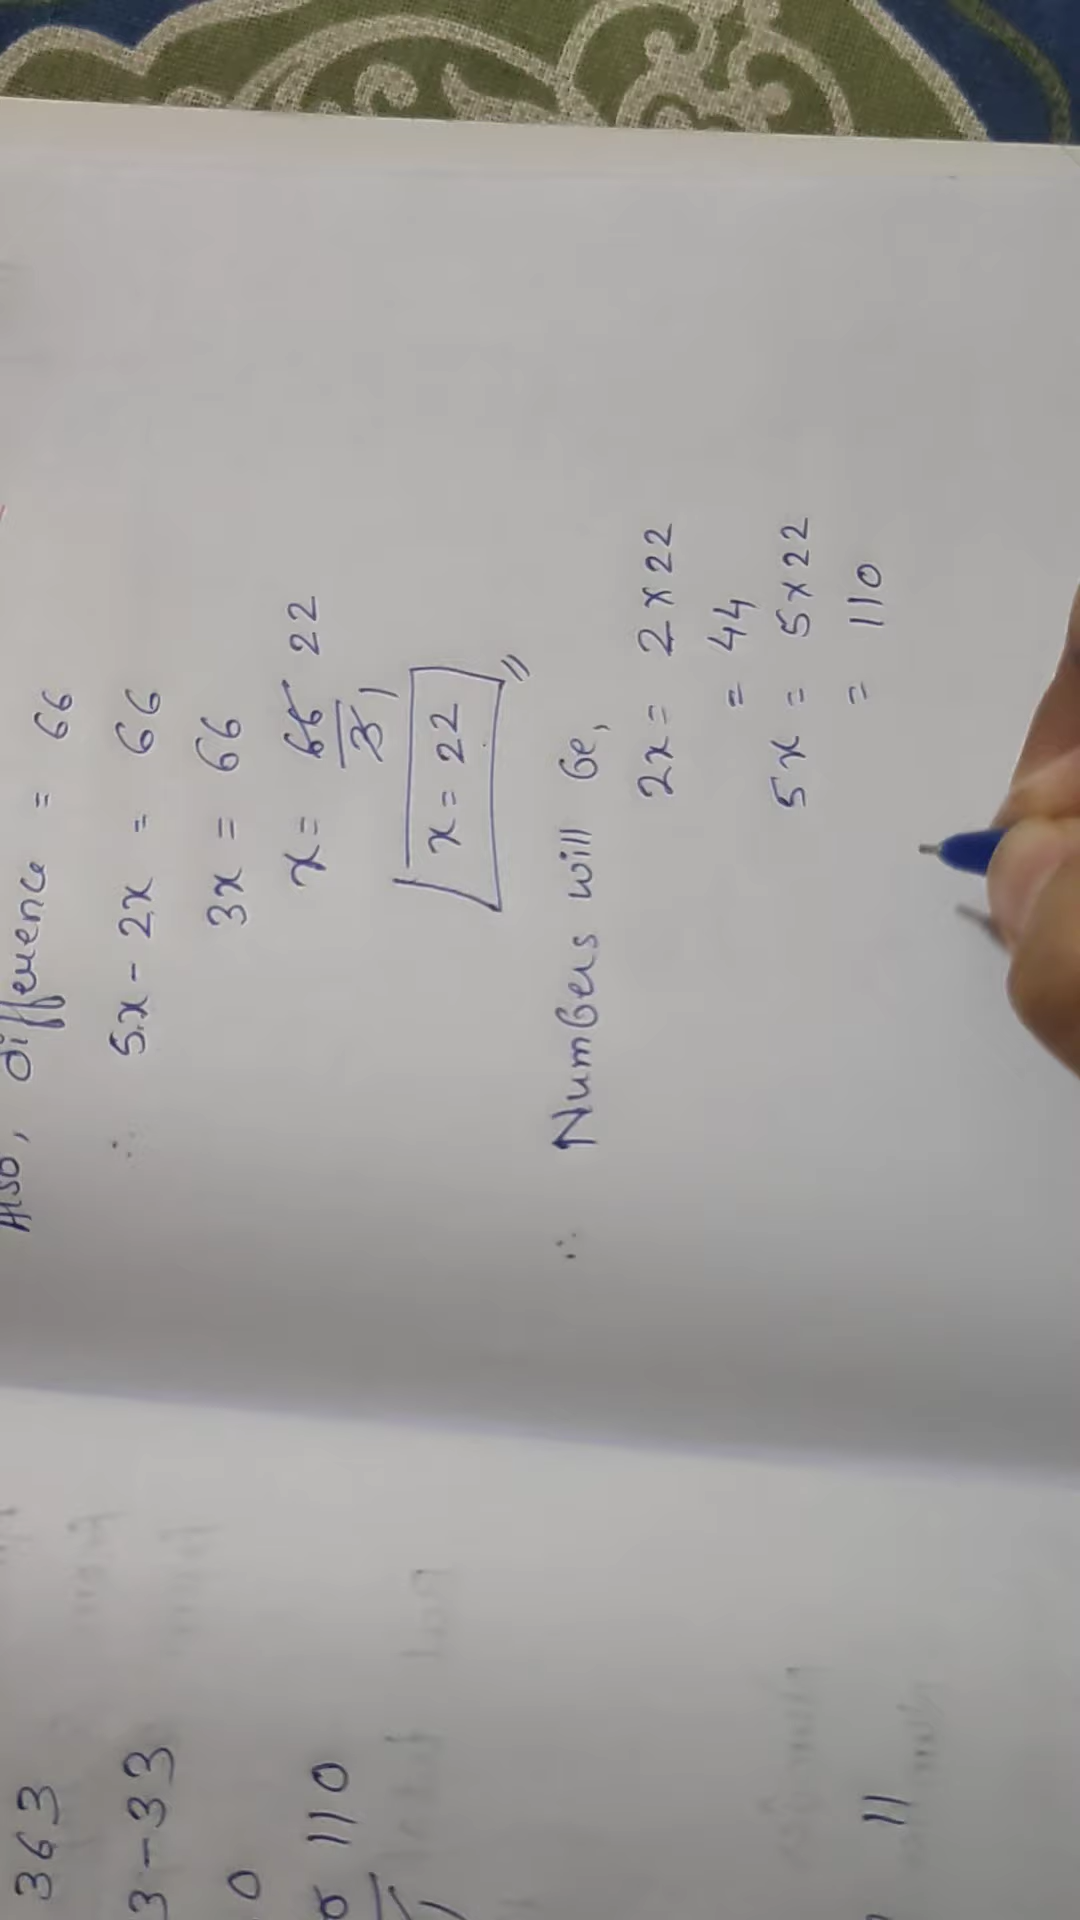 Also, Difference = 66
∴ 5x - 2x = 66
3x = 66
x = 66 22
3 1
x = 22
∴ Numbers will be,
2x = 2 x 22
= 44
5x = 5 x 22
= 110
363
3 - 33
0
110
11